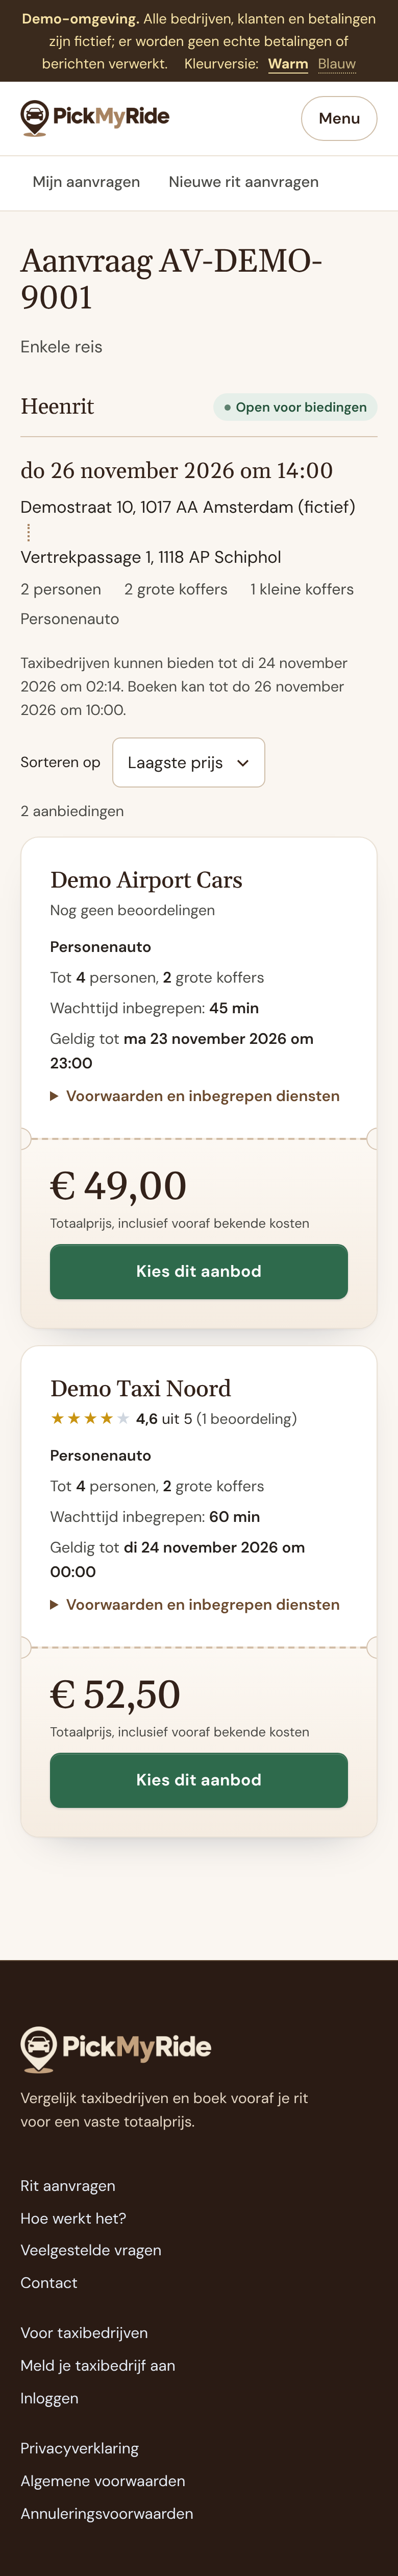 Demo-omgeving. Alle bedrijven, klanten en betalingen
zijn fictief; er worden geen echte betalingen of
berichten verwerkt. Kleurversie: Warm Blauw
PickMyRide
Menu
Mijn aanvragen Nieuwe rit aanvragen
Aanvraag AV-DEMO-
9001
Enkele reis
Heenrit
Open voor biedingen
do 26 november 2026 om 14:00
Demostraat 10, 1017 AA Amsterdam (fictief)
Vertrekpassage 1, 1118 AP Schiphol
2 personen 2 grote koffers 1 kleine koffers
Personenauto
Taxibedrijven kunnen bieden tot di 24 november
2026 om 02:14. Boeken kan tot do 26 november
2026 om 10:00.
Sorteren op Laagste prijs
2 aanbiedingen
Demo Airport Cars
Nog geen beoordelingen
Personenauto
Tot 4 personen, 2 grote koffers
Wachttijd inbegrepen: 45 min
Geldig tot ma 23 november 2026 om
23:00
Voorwaarden en inbegrepen diensten
€ 49,00
Totaalprijs, inclusief vooraf bekende kosten
Kies dit aanbod
Demo Taxi Noord
4,6 uit 5 (1 beoordeling)
Personenauto
Tot 4 personen, 2 grote koffers
Wachttijd inbegrepen: 60 min
Geldig tot di 24 november 2026 om
00:00
Voorwaarden en inbegrepen diensten
€ 52,50
Totaalprijs, inclusief vooraf bekende kosten
Kies dit aanbod
PickMyRide
Vergelijk taxibedrijven en boek vooraf je rit
voor een vaste totaalprijs.
Rit aanvragen
Hoe werkt het?
Veelgestelde vragen
Contact
Voor taxibedrijven
Meld je taxibedrijf aan
Inloggen
Privacyverklaring
Algemene voorwaarden
Annuleringsvoorwaarden